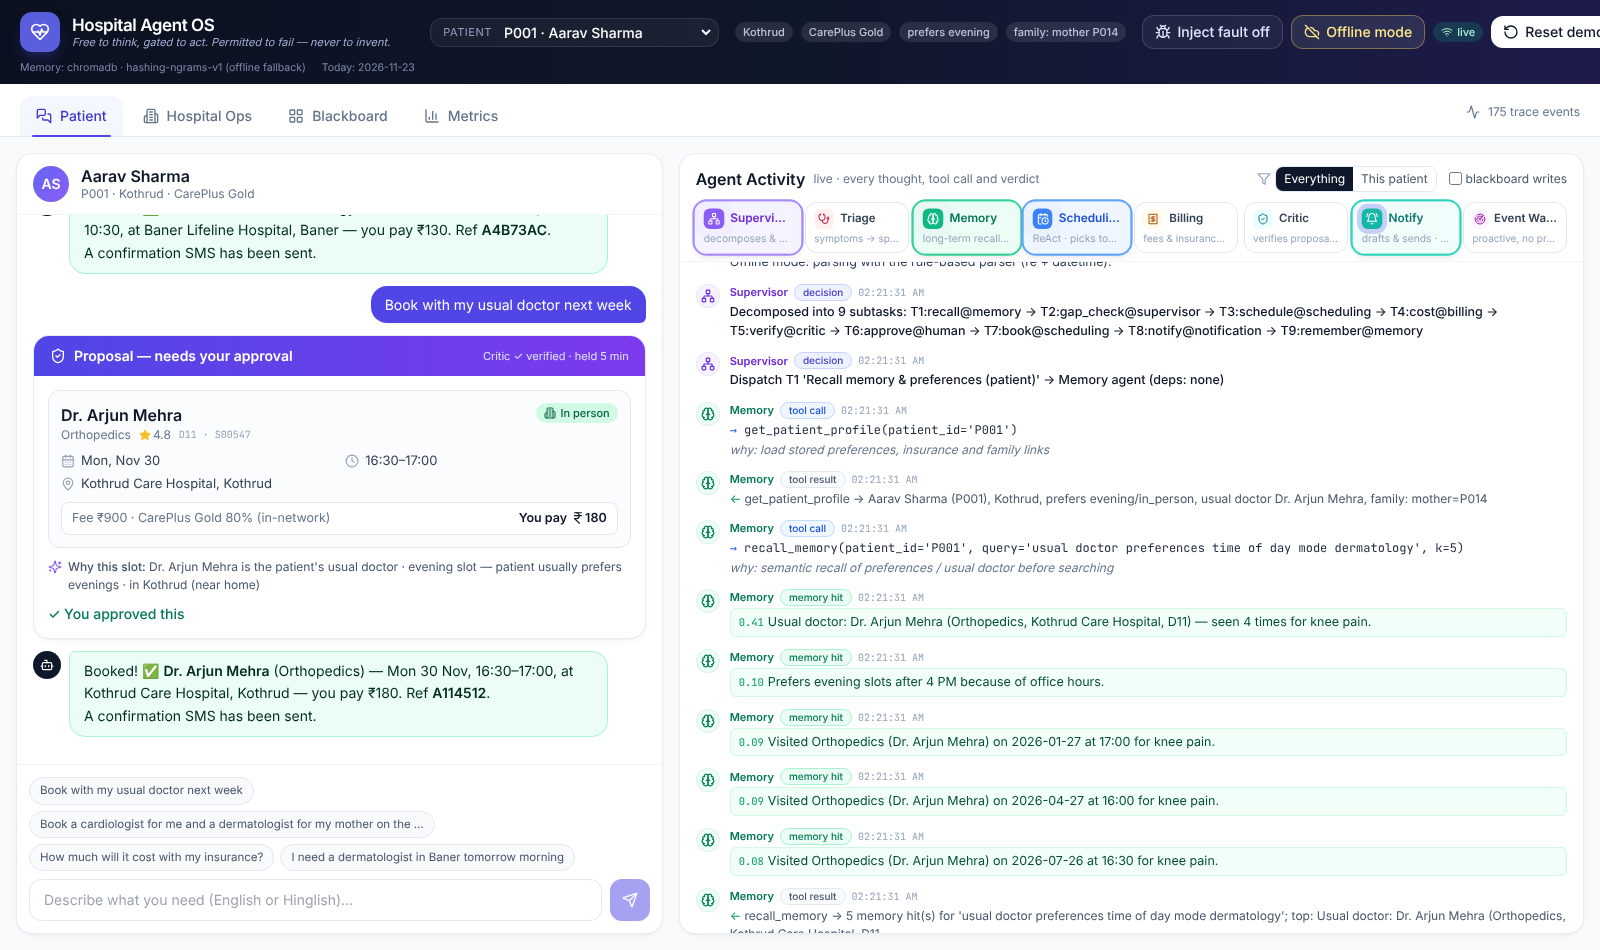 Hospital Agent OS
Free to think, gated to act. Permitted to fail — never to invent.
PATIENT P001 · Aarav Sharma
Kothrud
CarePlus Gold
prefers evening
family: mother P014
Inject fault off
Offline mode
live
Reset demo
Memory: chromadb · hashing-ngrams-v1 (offline fallback) Today: 2026-11-23
Patient
Hospital Ops
Blackboard
Metrics
175 trace events
AS
Aarav Sharma
P001 · Kothrud · CarePlus Gold
10:30, at Baner Lifeline Hospital, Baner — you pay ₹130. Ref A4B73AC.
A confirmation SMS has been sent.
Book with my usual doctor next week
Proposal — needs your approval
Critic ✓ verified · held 5 min
Dr. Arjun Mehra
In person
Orthopedics ⭐ 4.8 D11 · S00547
Mon, Nov 30
16:30–17:00
Kothrud Care Hospital, Kothrud
Fee ₹900 · CarePlus Gold 80% (in-network)
You pay ₹180
Why this slot: Dr. Arjun Mehra is the patient's usual doctor · evening slot — patient usually prefers
evenings · in Kothrud (near home)
✓ You approved this
Booked! ✅ Dr. Arjun Mehra (Orthopedics) — Mon 30 Nov, 16:30–17:00, at
Kothrud Care Hospital, Kothrud — you pay ₹180. Ref A114512.
A confirmation SMS has been sent.
Book with my usual doctor next week
Book a cardiologist for me and a dermatologist for my mother on the ...
How much will it cost with my insurance?
I need a dermatologist in Baner tomorrow morning
Describe what you need (English or Hinglish)...
Agent Activity live · every thought, tool call and verdict
Everything
This patient
blackboard writes
Supervi...
decomposes & ...
Triage
symptoms → sp...
Memory
long-term recall...
Scheduli...
ReAct · picks to...
Billing
fees & insuranc...
Critic
verifies proposa...
Notify
drafts & sends · ...
Event Wa...
proactive, no pr...
Offline mode: parsing with the rule-based parser (re + datetime).
Supervisor decision 02:21:31 AM
Decomposed into 9 subtasks: T1:recall@memory → T2:gap_check@supervisor → T3:schedule@scheduling → T4:cost@billing →
T5:verify@critic → T6:approve@human → T7:book@scheduling → T8:notify@notification → T9:remember@memory
Supervisor decision 02:21:31 AM
Dispatch T1 'Recall memory & preferences (patient)' → Memory agent (deps: none)
Memory tool call 02:21:31 AM
→ get_patient_profile(patient_id='P001')
why: load stored preferences, insurance and family links
Memory tool result 02:21:31 AM
← get_patient_profile → Aarav Sharma (P001), Kothrud, prefers evening/in_person, usual doctor Dr. Arjun Mehra, family: mother=P014
Memory tool call 02:21:31 AM
→ recall_memory(patient_id='P001', query='usual doctor preferences time of day mode dermatology', k=5)
why: semantic recall of preferences / usual doctor before searching
Memory memory hit 02:21:31 AM
0.41 Usual doctor: Dr. Arjun Mehra (Orthopedics, Kothrud Care Hospital, D11) — seen 4 times for knee pain.
Memory memory hit 02:21:31 AM
0.10 Prefers evening slots after 4 PM because of office hours.
Memory memory hit 02:21:31 AM
0.09 Visited Orthopedics (Dr. Arjun Mehra) on 2026-01-27 at 17:00 for knee pain.
Memory memory hit 02:21:31 AM
0.09 Visited Orthopedics (Dr. Arjun Mehra) on 2026-04-27 at 16:00 for knee pain.
Memory memory hit 02:21:31 AM
0.08 Visited Orthopedics (Dr. Arjun Mehra) on 2026-07-26 at 16:30 for knee pain.
Memory tool result 02:21:31 AM
← recall_memory → 5 memory hit(s) for 'usual doctor preferences time of day mode dermatology'; top: Usual doctor: Dr. Arjun Mehra (Orthopedics,
Kothrud Care Hospital, D11